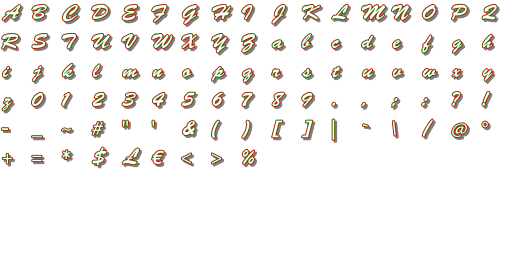 A B C D E F G H I J K L M N O P Q
R S T U V W X Y Z a b c d e f g h
i j k l m n o p q r s t u v w x y
z 0 1 2 3 4 5 6 7 8 9 . , ; : ? !
- _ ~ # " ' & ( ) [ ] | ` \ / @ °
+ = * $ £ € < > %